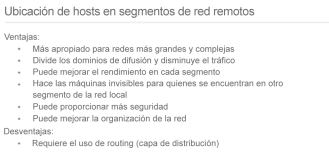 Ubicación de hosts en segmentos de red remotos
Ventajas:
• Más apropiado para redes más grandes y complejas
• Divide los dominios de difusión y disminuye el tráfico
• Puede mejorar el rendimiento en cada segmento
• Hace las máquinas invisibles para quienes se encuentran en otro
segmento de la red local
• Puede proporcionar más seguridad
• Puede mejorar la organización de la red
Desventajas:
• Requiere el uso de routing (capa de distribución)